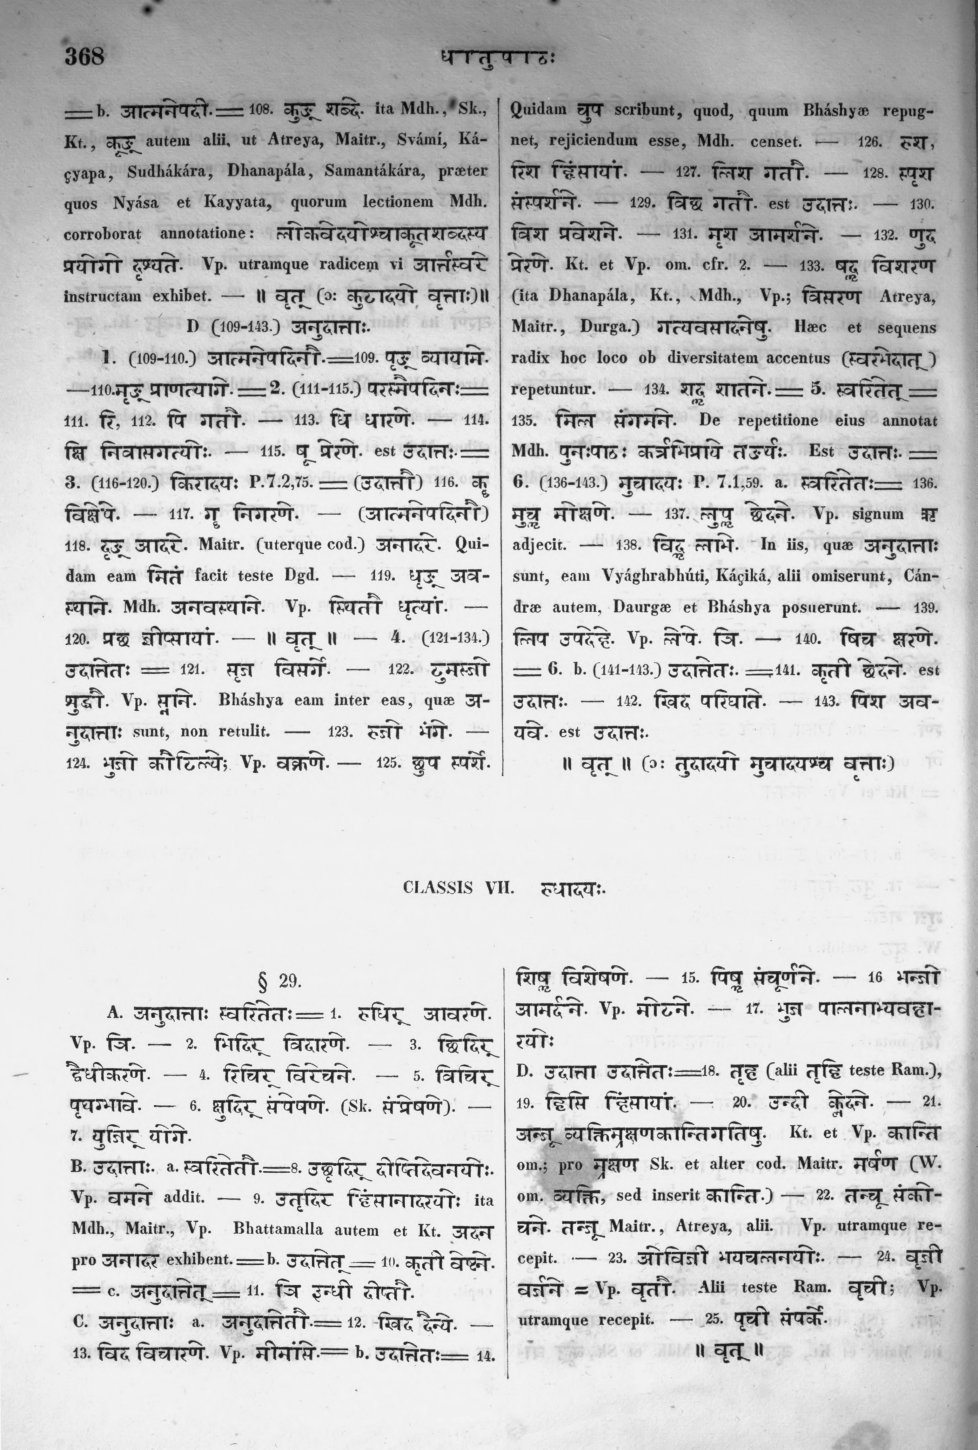 368
धातुपाठः
== b. आत्मनेपदी. == 108. कुङ् शब्दे. ita Mdh., Sk.,
Kt., कूङ् autem alii, ut Atreya, Maitr., Svámí, Ká-
çyapa, Sudhákára, Dhanapála, Samantákára, præter
quos Nyása et Kayyata, quorum lectionem Mdh.
corroborat annotatione: लोकवेदयोश्चाकूतशब्दस्य
प्रयोगो दृश्यते. Vp. utramque radicem vi आर्त्तस्वरे
instructam exhibet. — ॥ वृत् (ɔ: कुटादयो वृत्ताः)॥
D (109-143.) अनुदात्ताः.
1. (109-110.) आत्मनेपदिनौ. == 109. पृङ् व्यायामे.
— 110. मृङ् प्राणत्यागे. == 2. (111-115.) परस्मैपदिनः ==
111. रि, 112. पि गतौ. — 113. धि धारणे. — 114.
क्षि निवासगत्योः. — 115. षू प्रेरणे. est उदात्तः. ==
3. (116-120.) किरादयः P. 7.2,75. == (उदात्तौ) 116. कॄ
विक्षेपे. — 117. गॄ निगरणे. — (आत्मनेपदिनौ)
118. दृङ् आदरे. Maitr. (uterque cod.) अनादरे. Qui-
dam eam नितं facit teste Dgd. — 119. धृङ् अव-
स्थाने. Mdh. अनवस्थाने. Vp. स्थितौ धृत्यां. —
120. प्रछ ज्ञीप्सायां. — ॥ वृत् ॥ — 4. (121-134.)
उदात्तेतः == 121. सृज विसर्गे. — 122. टुमस्जो
शुद्धौ. Vp. स्नाने. Bháshya eam inter eas, quæ अ-
नुदात्ताः sunt, non retulit. — 123. रुजो भंगे. —
124. भुजो कौटिल्ये; Vp. वक्रणे. — 125. छुप स्पर्शे.
Quidam चुप scribunt, quod, quum Bháshyæ repug-
net, rejiciendum esse, Mdh. censet. — 126. रुश,
रिश हिंसायां. — 127. लिश गतौ. — 128. स्पृश
संस्पर्शने. — 129. विछ गतौ. est उदात्तः. — 130.
विश प्रवेशने. — 131. मृश आमर्शने. — 132. णुद
प्रेरणे. Kt. et Vp. om. cfr. 2. — 133. षदॢ विशरण
(ita Dhanapála, Kt., Mdh., Vp.; विसरण Atreya,
Maitr., Durga.) गत्यवसादनेषु. Hæc et sequens
radix hoc loco ob diversitatem accentus (स्वरभेदात्)
repetuntur. — 134. शदॢ शातने. == 5. स्वरितेत् ==
135. मिल संगमने. De repetitione eius annotat
Mdh. पुनःपाठः कर्त्रभिप्राये तङर्थः. Est उदात्तः. ==
6. (136-143.) मुचादयः P. 7.1,59. a. स्वरितेतः == 136.
मुचॢ मोक्षणे. — 137. लुपॢ छेदने. Vp. signum ऋ
adjecit. — 138. विदॢ लाभे. In iis, quæ अनुदात्ताः
sunt, eam Vyághrabhúti, Káçiká, alii omiserunt, Cán-
dræ autem, Daurgæ et Bháshya posuerunt. — 139.
लिप उपदेहे. Vp. लेपे. ञि. — 140. षिच क्षरणे.
== 6. b. (141-143.) उदात्तेतः. == 141. कृती छेदने. est
उदात्तः. — 142. खिद परिघाते. — 143. पिश अव-
यवे. est उदात्तः.
॥ वृत् ॥ (ɔ: तुदादयो मुचादयश्च वृत्ताः)
CLASSIS VII. रुधादयः.
§ 29.
A. अनुदात्ताः स्वरितेतः == 1. रुधिर् आवरणे.
Vp. ञि. — 2. भिदिर् विदारणे. — 3. छिदिर्
द्वैधीकरणे. — 4. रिचिर् विरेचने. — 5. विचिर्
पृथग्भावे. — 6. क्षुदिर् संपेषणे. (Sk. संप्रेषणे). —
7. युजिर् योगे.
B. उदात्ताः. a. स्वरितेतौ. == 8. उछृदिर् दीप्तिदेवनयोः.
Vp. वमने addit. — 9. उतृदिर हिंसानादरयोः ita
Mdh., Maitr., Vp. Bhattamalla autem et Kt. अदन
pro अनादर exhibent. == b. उदात्तेत् == 10. कृती वेष्टने.
== c. अनुदात्तेत् == 11. ञि इन्धी दीप्तौ.
C. अनुदात्ताः a. अनुदात्तेतौ. == 12. खिद दैन्ये. —
13. विद विचारणे. Vp. मीमांसे. == b. उदात्तेतः == 14.
शिषॢ विशेषणे. — 15. पिषॢ संचूर्णने. — 16 भन्जो
आमर्दने. Vp. मोटने. — 17. भुज पालनाभ्यवहा-
रयोः
D. उदात्ता उदात्तेतः == 18. तृह (alii तृहि teste Ram.),
19. हिसि हिंसायां. — 20. उन्दी क्लेदने. — 21.
अन्जू व्यक्तिम्रक्षणकान्तिगतिषु. Kt. et Vp. कान्ति
om.; pro म्रक्षण Sk. et alter cod. Maitr. मर्षण (W.
om. व्यक्ति, sed inserit कान्ति.) — 22. तन्चू संको-
चने. तन्जू Maitr., Atreya, alii. Vp. utramque re-
cepit. — 23. ओविजी भयचलनयोः. — 24. वृजी
वर्जने = Vp. वृतौ. Alii teste Ram. वृची; Vp.
utramque recepit. — 25. पृची संपर्के.
॥ वृत् ॥